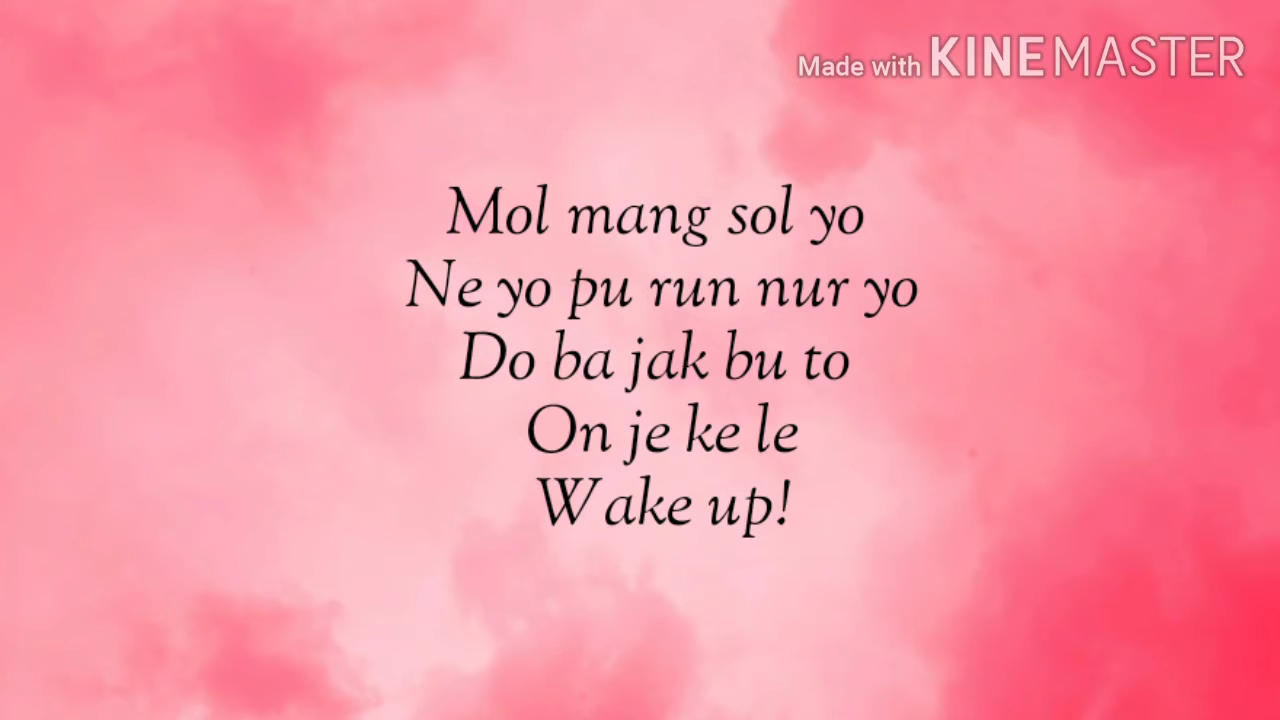 Made with KINEMASTER
Mol mang sol yo
Ne yo pu run nur yo
Do ba jak bu to
On je ke le
Wake up!